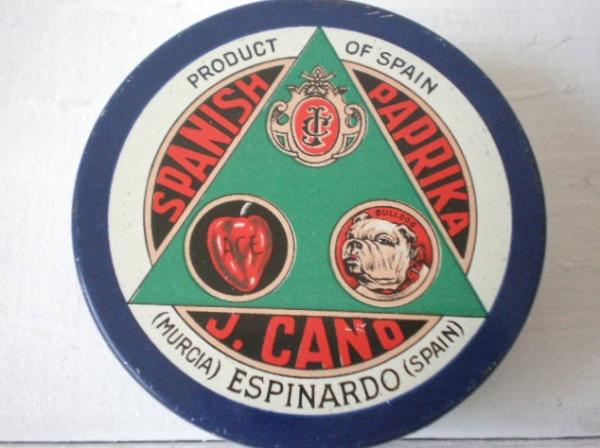 PRODUCT OF SPAIN
SPANISH PAPRIKA
JC
ACE
BULLDOG
J. CANO
(MURCIA) ESPINARDO (SPAIN)